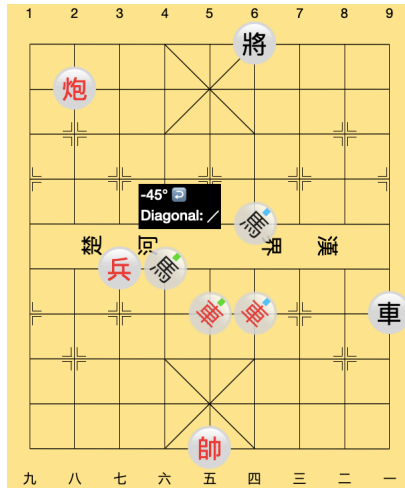 1 2 3 4 5 6 7 8 9
將
炮
-45° ↩
Diagonal: ⟋
馬
楚 河 界 漢
兵 馬
車 車 車
帥
九 八 七 六 五 四 三 二 一